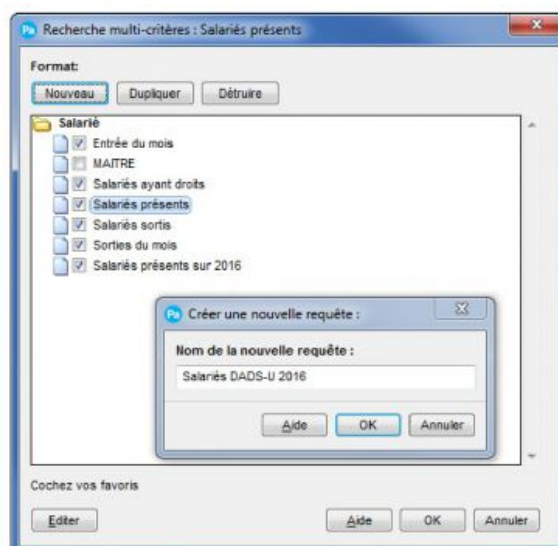 Pa Recherche multi-critères : Salariés présents
Format:
Nouveau Dupliquer Détruire
Salarié
Entrée du mois
MAITRE
Salariés ayant droits
Salariés présents
Salariés sortis
Sorties du mois
Salariés présents sur 2016
Pa Créer une nouvelle requête :
Nom de la nouvelle requête :
Salariés DADS-U 2016
Aide OK Annuler
Cochez vos favoris
Editer Aide OK Annuler